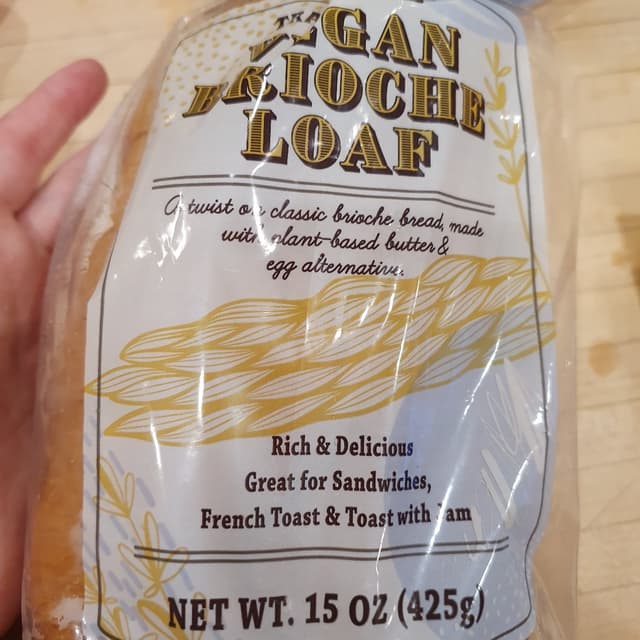 VEGAN
BRIOCHE
LOAF
A twist on classic brioche bread, made
with plant-based butter &
egg alternative.
Rich & Delicious
Great for Sandwiches,
French Toast & Toast with Jam
NET WT. 15 OZ (425g)